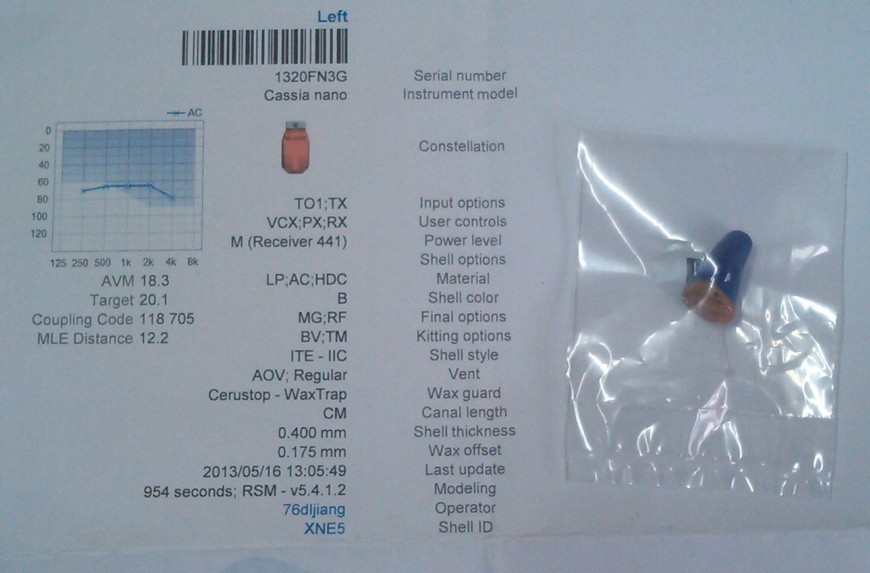 Left
1320FN3G Serial number
Cassia nano Instrument model
AC
0
20
40
60
80
100
120
125 250 500 1k 2k 4k 8k
AVM 18.3
Target 20.1
Coupling Code 118 705
MLE Distance 12.2
Constellation
TO1;TX Input options
VCX;PX;RX User controls
M (Receiver 441) Power level
Shell options
LP;AC;HDC Material
B Shell color
MG;RF Final options
BV;TM Kitting options
ITE - IIC Shell style
AOV; Regular Vent
Cerustop - WaxTrap Wax guard
CM Canal length
0.400 mm Shell thickness
0.175 mm Wax offset
2013/05/16 13:05:49 Last update
954 seconds; RSM - v5.4.1.2 Modeling
76dljiang Operator
XNE5 Shell ID